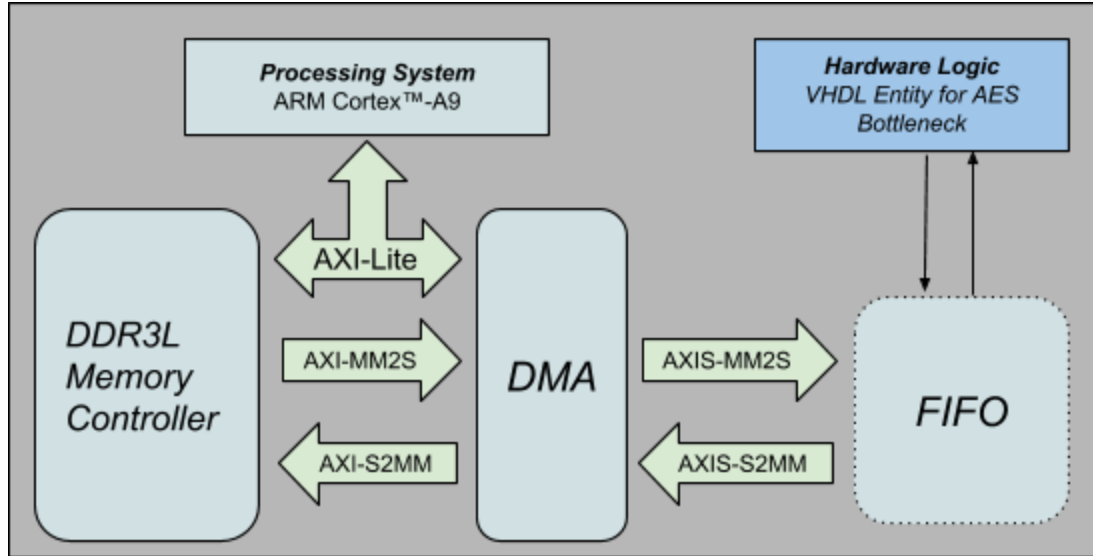 Processing System
ARM Cortex™-A9
Hardware Logic
VHDL Entity for AES
Bottleneck
AXI-Lite
DDR3L
Memory
Controller
AXI-MM2S
AXI-S2MM
DMA
AXIS-MM2S
AXIS-S2MM
FIFO